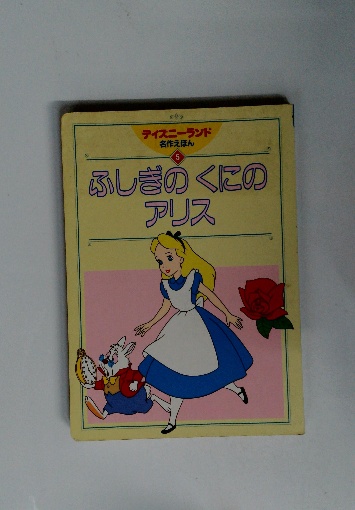 ディズニーランド
名作えほん
5
ふしぎの くにの
アリス